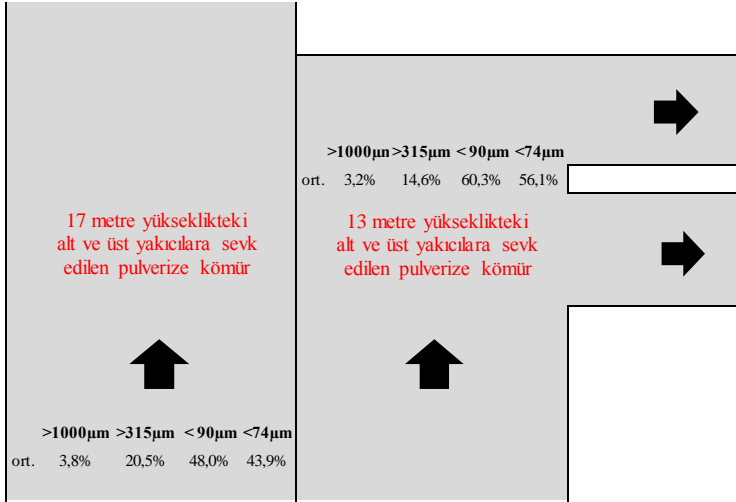 >1000μm >315μm < 90μm <74μm
ort. 3,2% 14,6% 60,3% 56,1%
17 metre yükseklikteki
alt ve üst yakıcılara sevk
edilen pulverize kömür
13 metre yükseklikteki
alt ve üst yakıcılara sevk
edilen pulverize kömür
>1000μm >315μm < 90μm <74μm
ort. 3,8% 20,5% 48,0% 43,9%